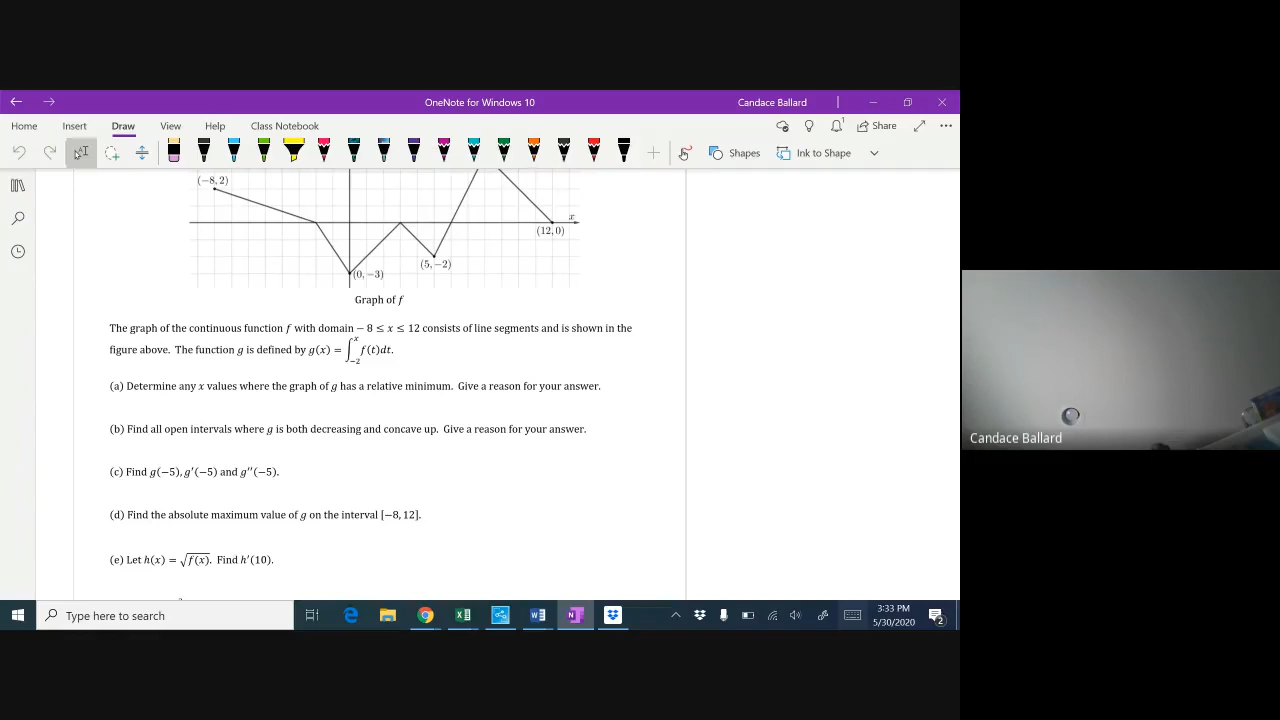 OneNote for Windows 10
Candace Ballard
Home Insert Draw View Help Class Notebook
1
Share
Shapes
Ink to Shape
(−8, 2)
x
(12, 0)
(5, −2)
(0, −3)
Graph of f
The graph of the continuous function f with domain − 8 ≤ x ≤ 12 consists of line segments and is shown in the
figure above. The function g is defined by g(x) = ∫₋₂ˣ f(t)dt.
(a) Determine any x values where the graph of g has a relative minimum. Give a reason for your answer.
(b) Find all open intervals where g is both decreasing and concave up. Give a reason for your answer.
(c) Find g(−5), g′(−5) and g′′(−5).
(d) Find the absolute maximum value of g on the interval [−8, 12].
(e) Let h(x) = √f(x). Find h′(10).
Type here to search
3:33 PM
5/30/2020
2
Candace Ballard